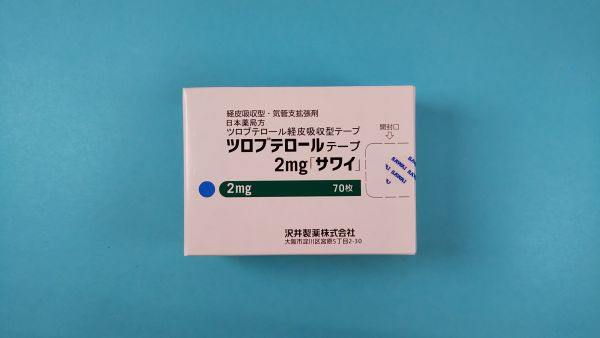 経皮吸収型・気管支拡張剤
日本薬局方
ツロブテロール経皮吸収型テープ
ツロブテロールテープ
2mg「サワイ」
開封口
SAWAI
SAWAI
SAWAI
2mg 70枚
沢井製薬株式会社
大阪市淀川区宮原5丁目2-30